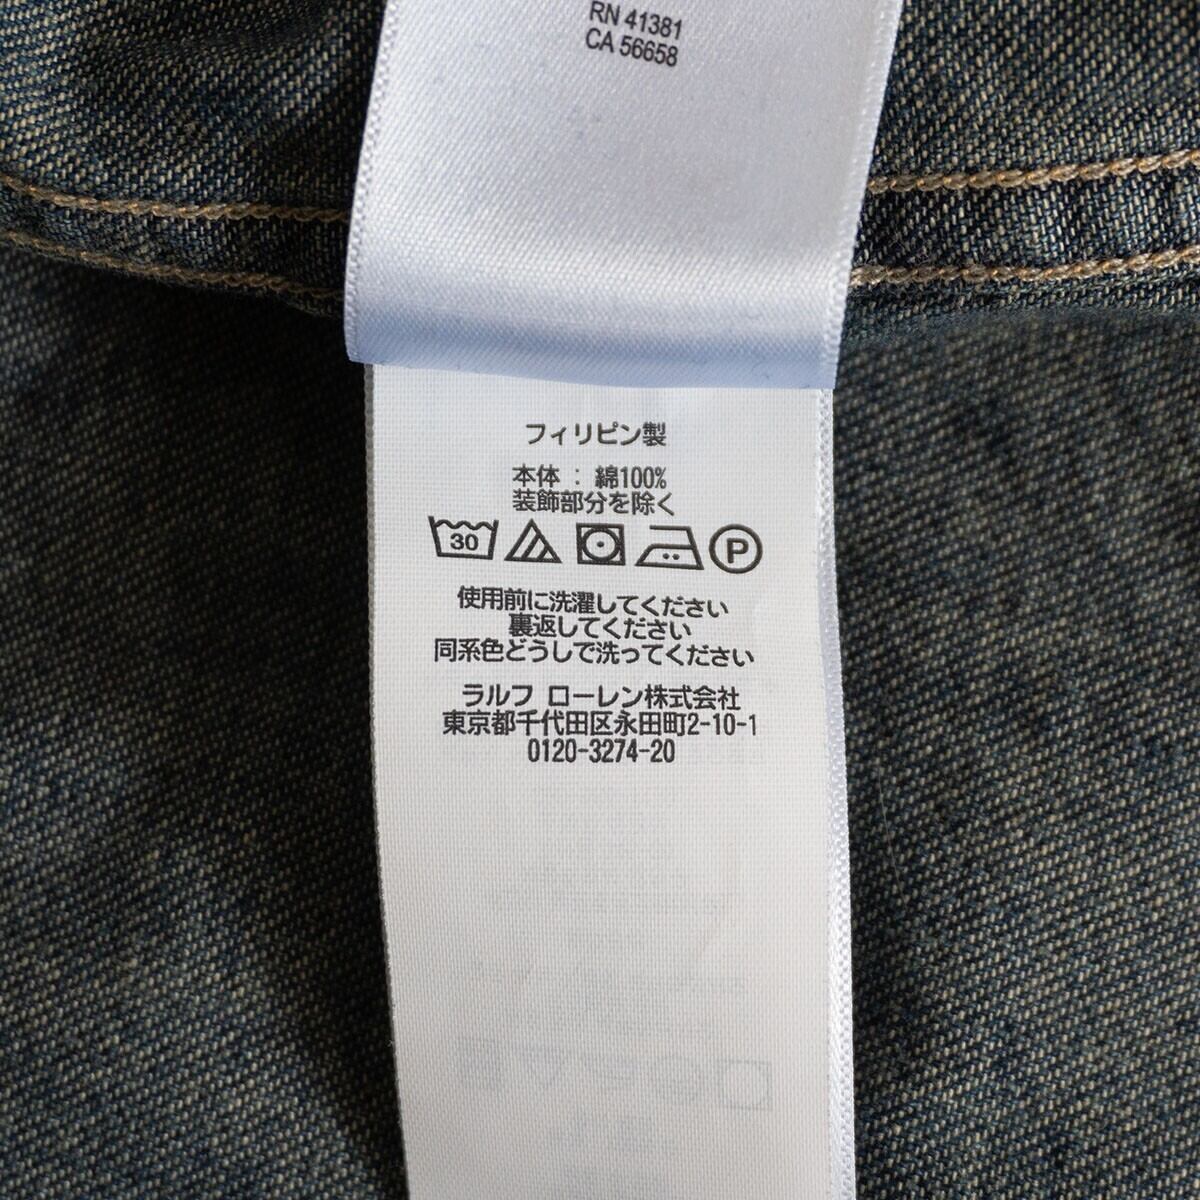 RN 41381
CA 56658
フィリピン製
本体 : 綿100%
装飾部分を除く
30 P
使用前に洗濯してください
裏返してください
同系色どうしで洗ってください
ラルフ ローレン株式会社
東京都千代田区永田町2-10-1
0120-3274-20